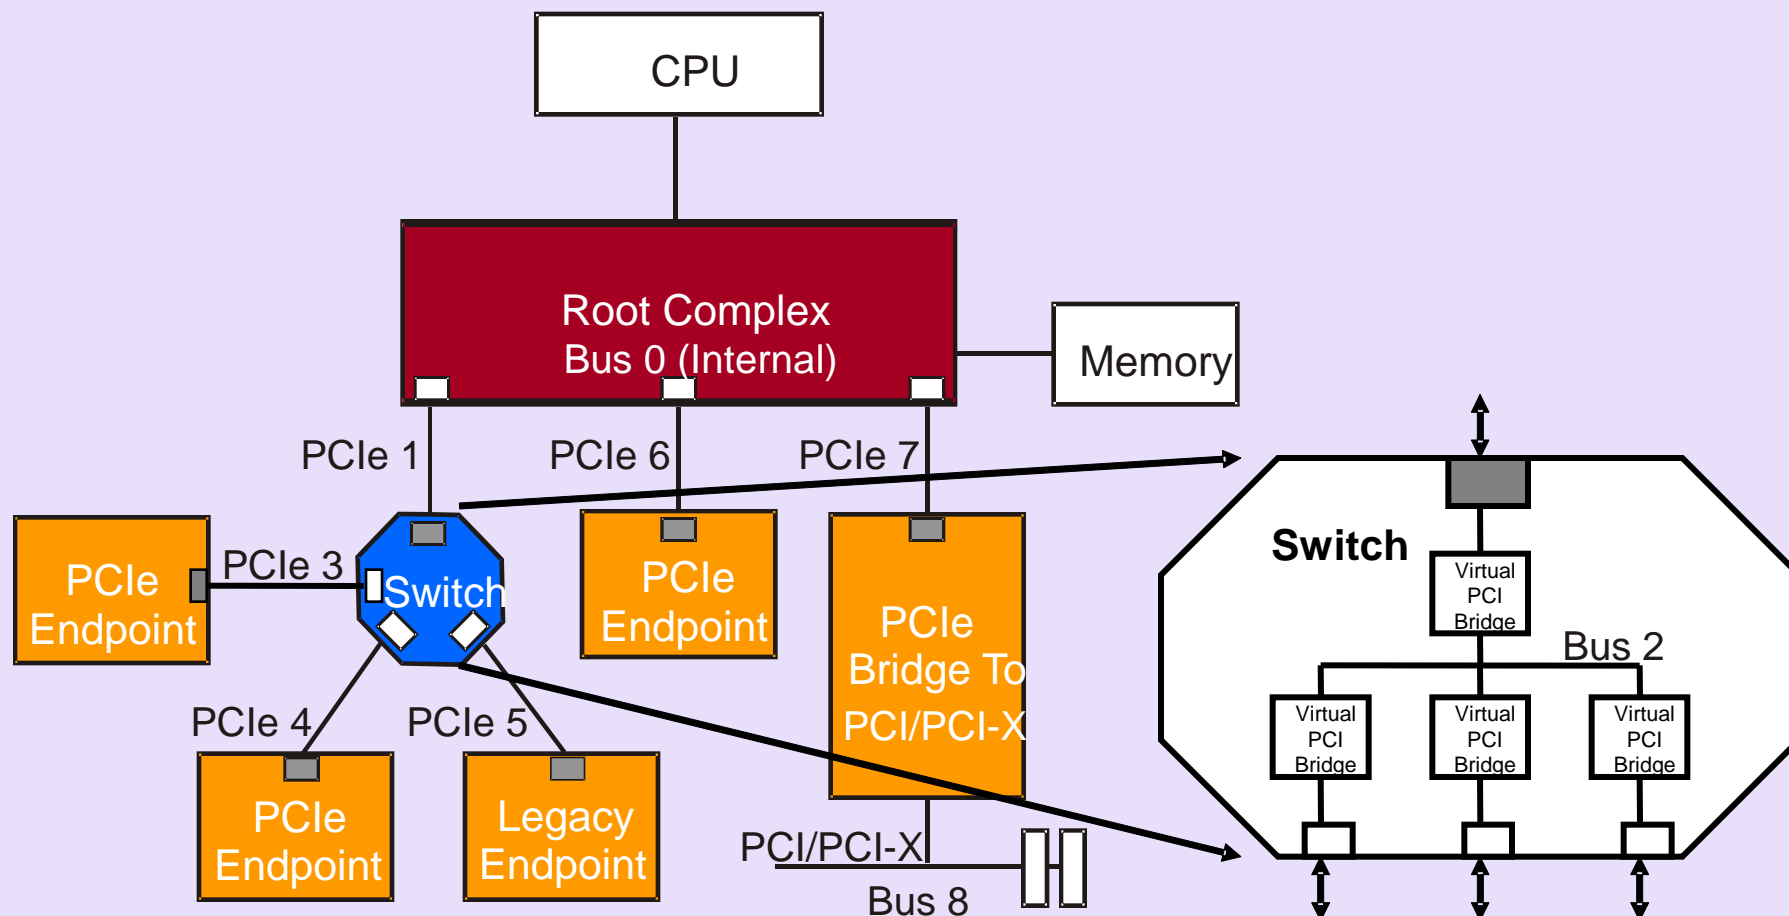 CPU
Root Complex
Bus 0 (Internal)
Memory
PCIe 1
PCIe 6
PCIe 7
PCIe
Endpoint
PCIe 3
Switch
PCIe
Endpoint
PCIe
Bridge To
PCI/PCI-X
PCIe 4
PCIe 5
PCIe
Endpoint
Legacy
Endpoint
PCI/PCI-X
Bus 8
Switch
Virtual
PCI
Bridge
Bus 2
Virtual
PCI
Bridge
Virtual
PCI
Bridge
Virtual
PCI
Bridge